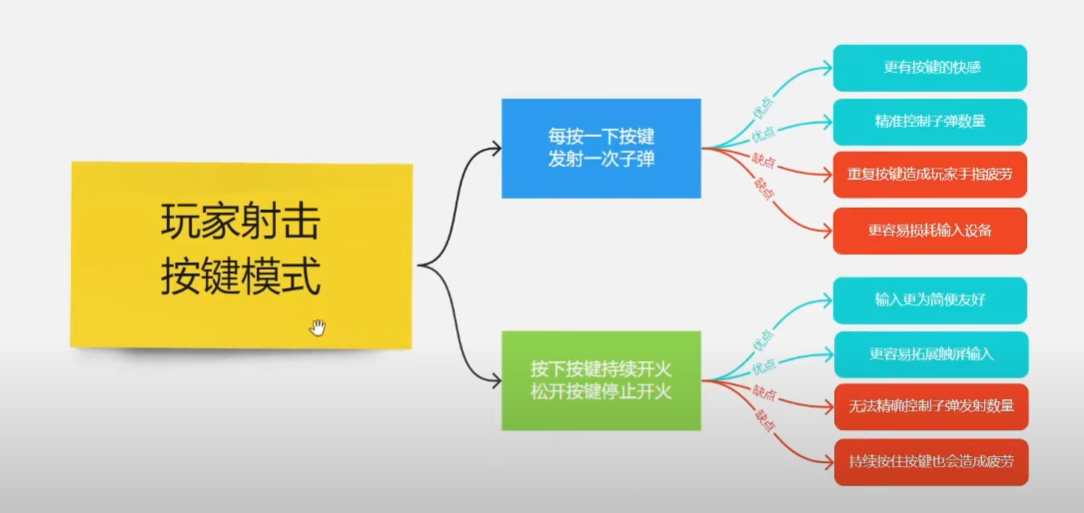 玩家射击
按键模式
每按一下按键
发射一次子弹
优点
更有按键的快感
优点
精准控制子弹数量
缺点
重复按键造成玩家手指疲劳
缺点
更容易损耗输入设备
按下按键持续开火
松开按键停止开火
优点
输入更为简便友好
优点
更容易拓展触屏输入
缺点
无法精确控制子弹发射数量
缺点
持续按住按键也会造成疲劳